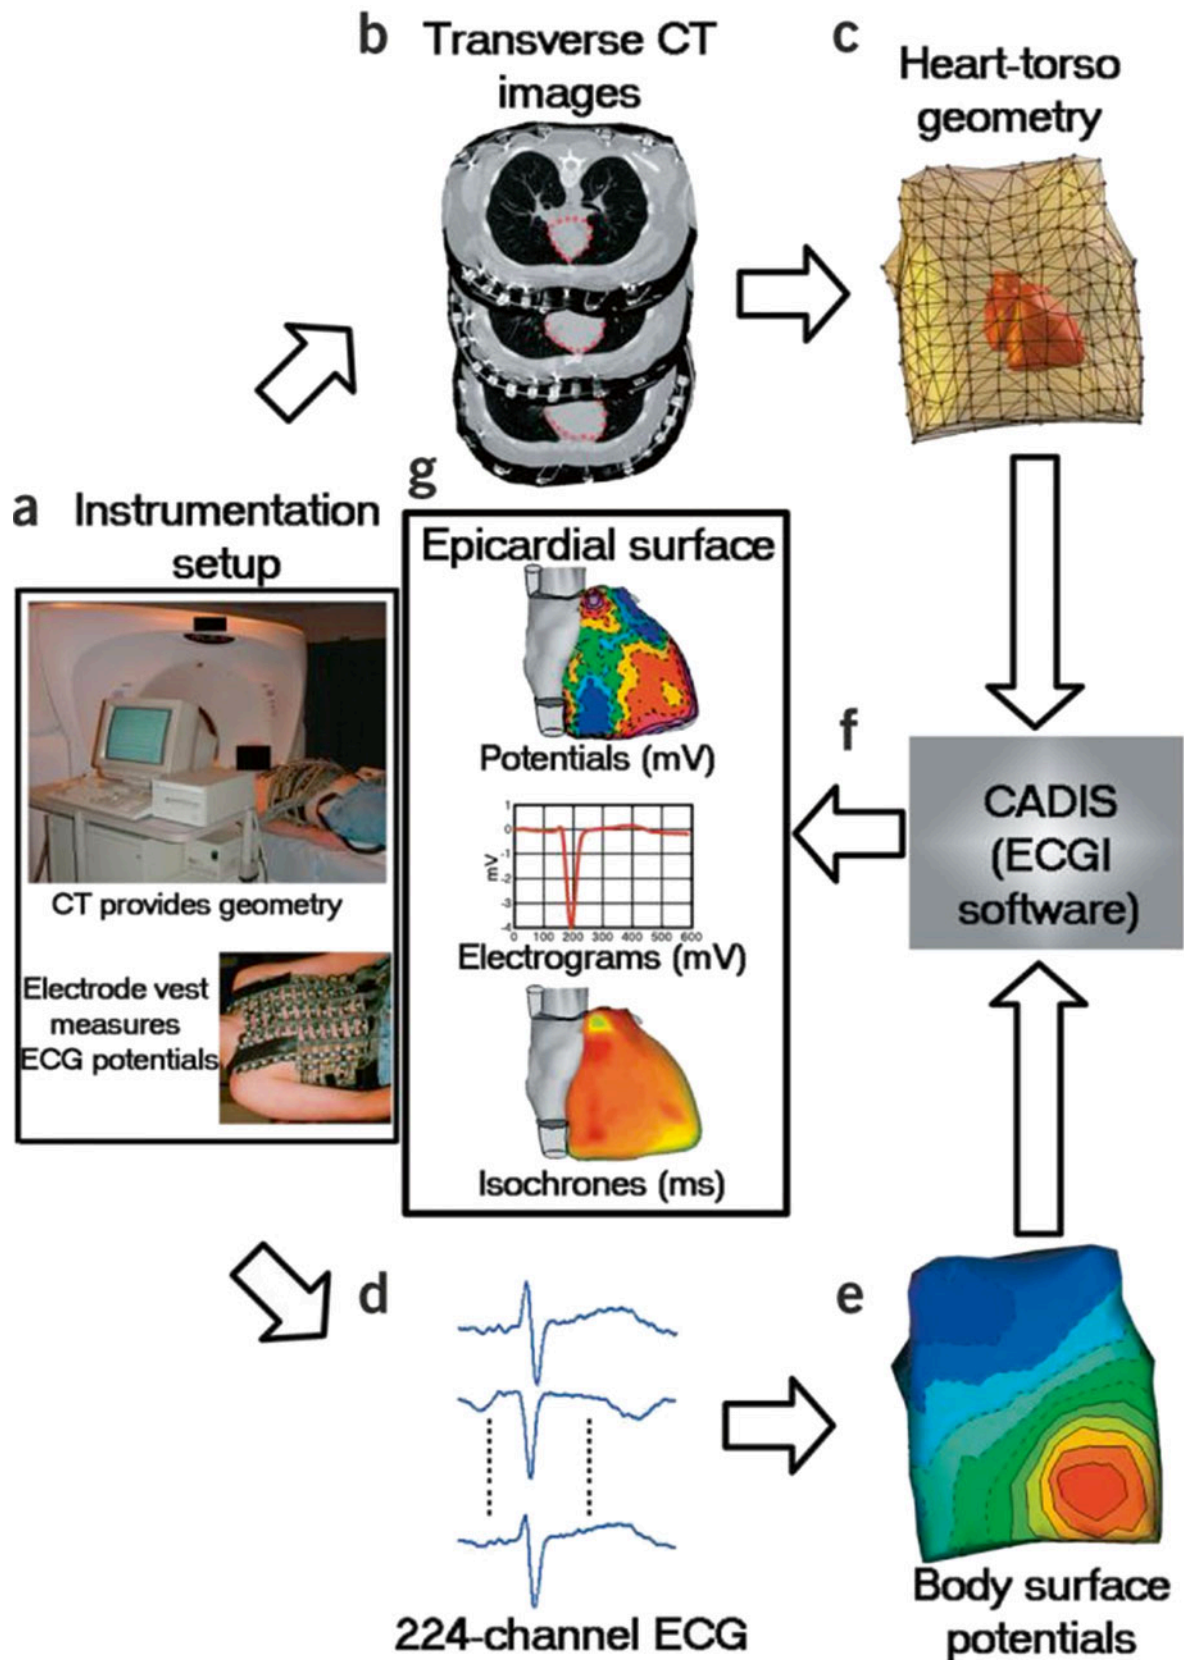 b Transverse CT
images
c Heart-torso
geometry
a Instrumentation
setup
CT provides geometry
Electrode vest
measures
ECG potentials
g
Epicardial surface
Potentials (mV)
1
0
-1
-2
-3
-4
mV
0 100 200 300 400 500 600
Electrograms (mV)
Isochrones (ms)
f
CADIS
(ECGI
software)
d
224-channel ECG
e
Body surface
potentials